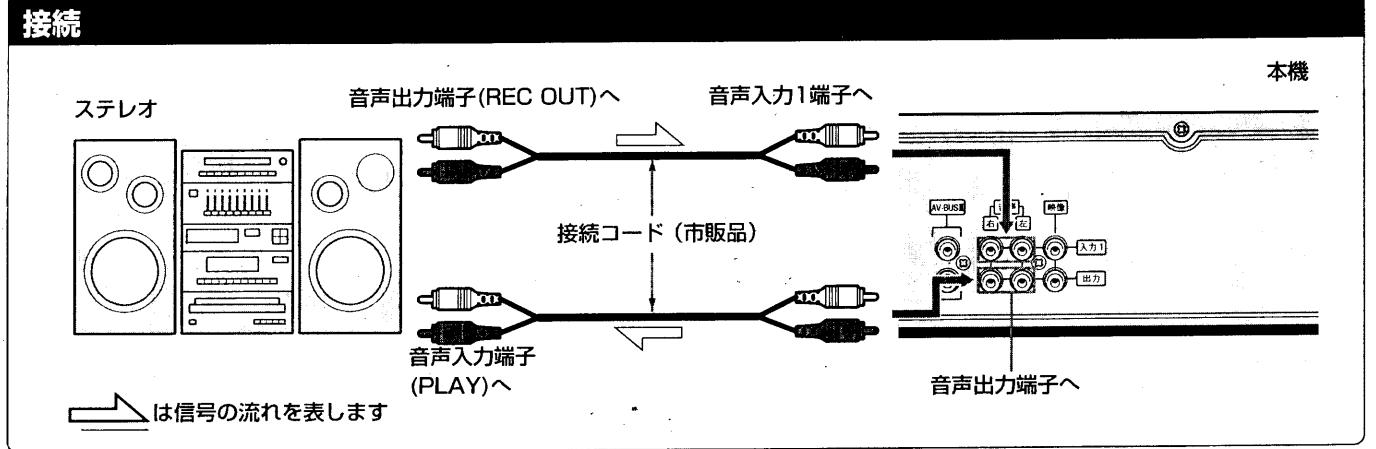 接続
本機
ステレオ
音声出力端子(REC OUT)へ
音声入力1端子へ
AV-BUSⅡ
映像
右
左
入力1
出力
接続コード（市販品）
音声入力端子
(PLAY)へ
音声出力端子へ
は信号の流れを表します